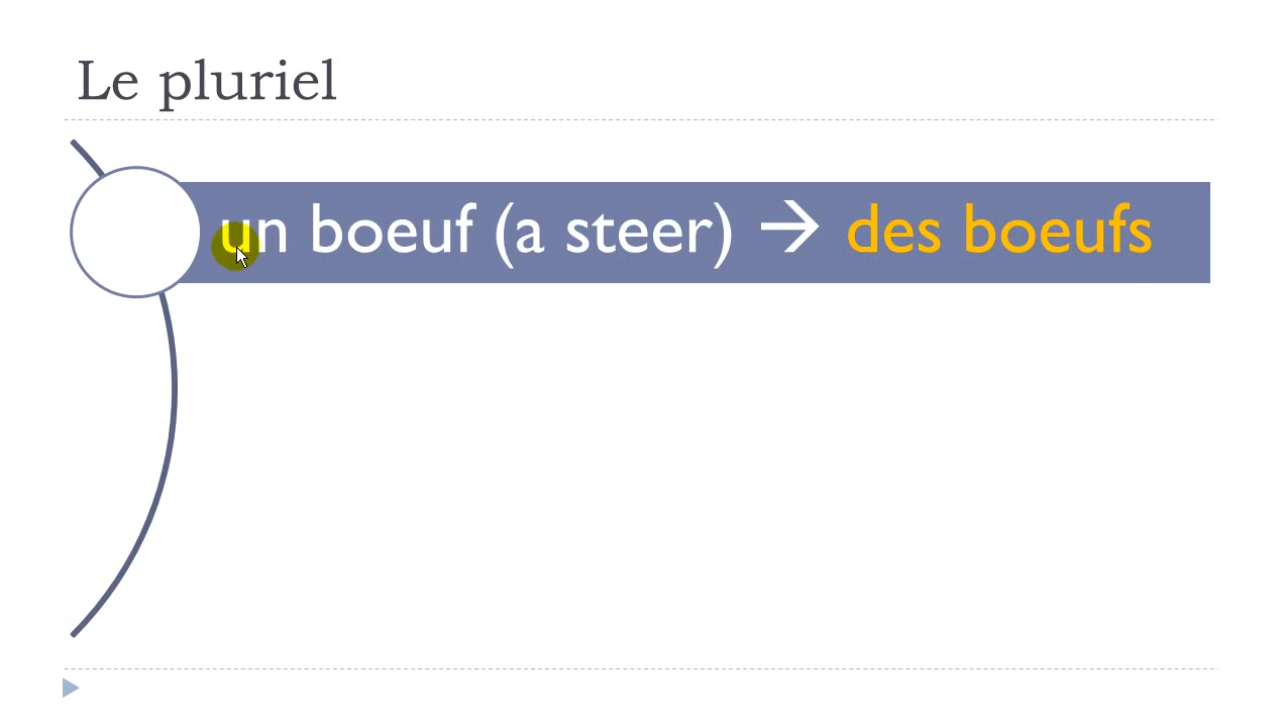 Le pluriel
un boeuf (a steer) → des boeufs